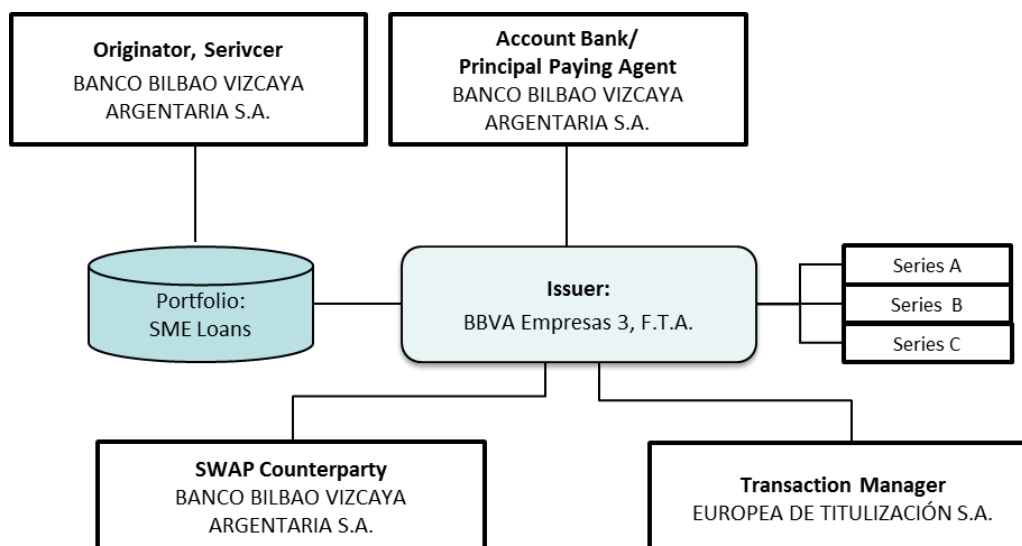 Originator, Serivcer
BANCO BILBAO VIZCAYA
ARGENTARIA S.A.
Account Bank/
Principal Paying Agent
BANCO BILBAO VIZCAYA
ARGENTARIA S.A.
Portfolio:
SME Loans
Issuer:
BBVA Empresas 3, F.T.A.
Series A
Series B
Series C
SWAP Counterparty
BANCO BILBAO VIZCAYA
ARGENTARIA S.A.
Transaction Manager
EUROPEA DE TITULIZACIÓN S.A.